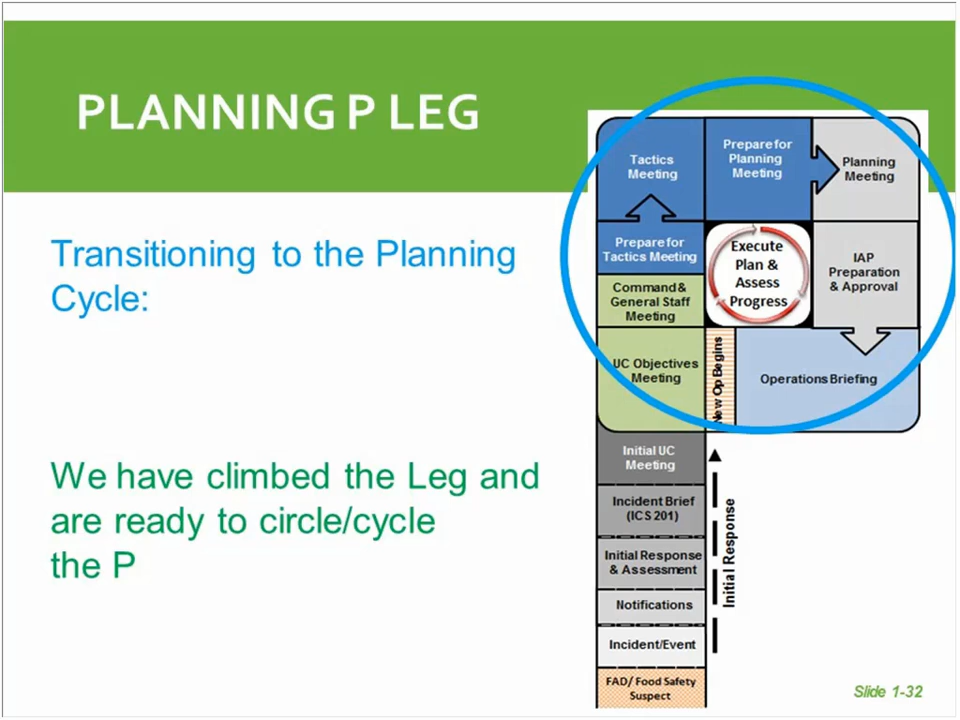 PLANNING P LEG
Transitioning to the Planning
Cycle:
We have climbed the Leg and
are ready to circle/cycle
the P
Tactics
Meeting
Prepare for
Planning
Meeting
Planning
Meeting
Prepare for
Tactics Meeting
Execute
Plan &
Assess
Progress
IAP
Preparation
& Approval
Command &
General Staff
Meeting
UC Objectives
Meeting
New Op Begins
Operations Briefing
Initial UC
Meeting
Incident Brief
(ICS 201)
Initial Response
& Assessment
Notifications
Incident/Event
FAD/ Food Safety
Suspect
Initial Response
Slide 1-32